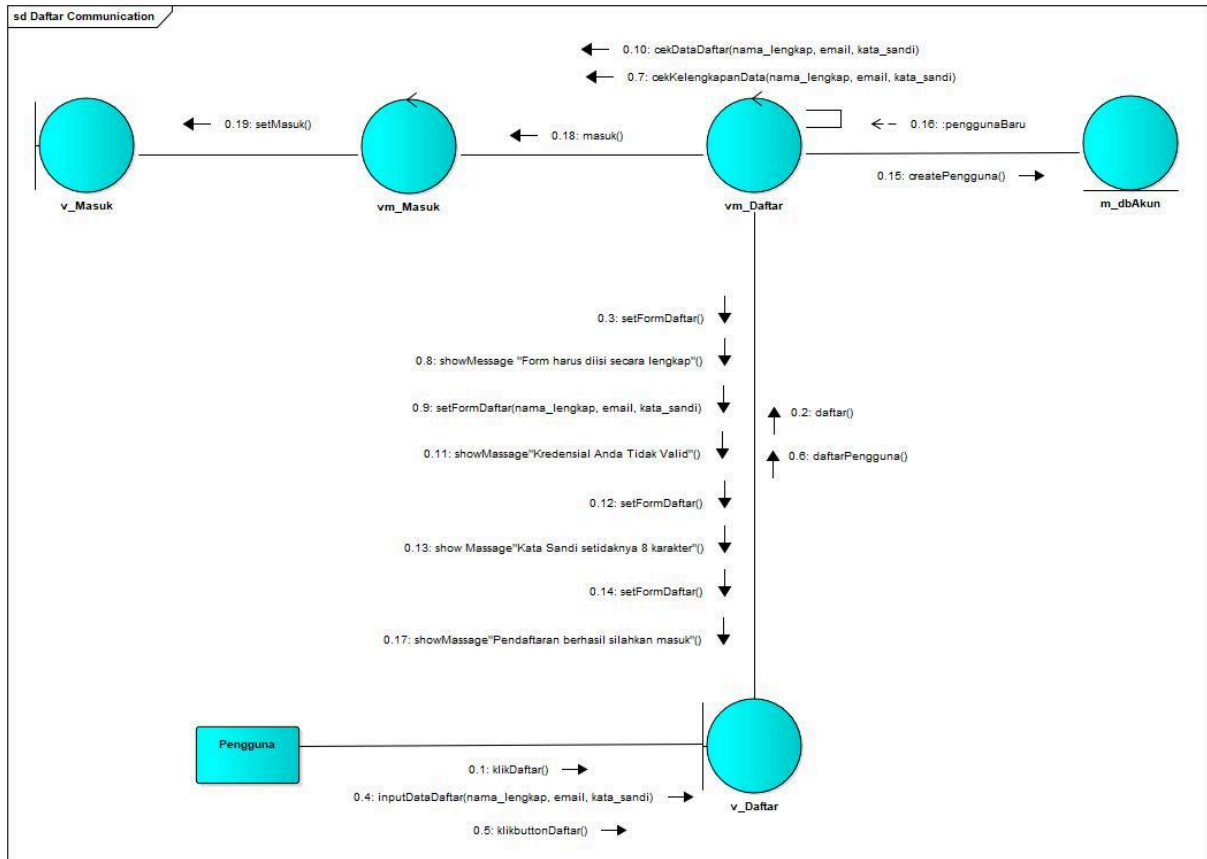 sd Daftar Communication
0.10: cekDataDaftar(nama_lengkap, email, kata_sandi)
0.7: cekKelengkapanData(nama_lengkap, email, kata_sandi)
0.19: setMasuk()
0.18: masuk()
0.16: :penggunaBaru
0.15: createPengguna()
v_Masuk
vm_Masuk
vm_Daftar
m_dbAkun
0.3: setFormDaftar()
0.8: showMessage "Form harus diisi secara lengkap"()
0.9: setFormDaftar(nama_lengkap, email, kata_sandi)
0.2: daftar()
0.11: showMassage"Kredensial Anda Tidak Valid"()
0.6: daftarPengguna()
0.12: setFormDaftar()
0.13: show Massage"Kata Sandi setidaknya 8 karakter"()
0.14: setFormDaftar()
0.17: showMassage"Pendaftaran berhasil silahkan masuk"()
Pengguna
0.1: klikDaftar()
0.4: inputDataDaftar(nama_lengkap, email, kata_sandi)
v_Daftar
0.5: klikbuttonDaftar()